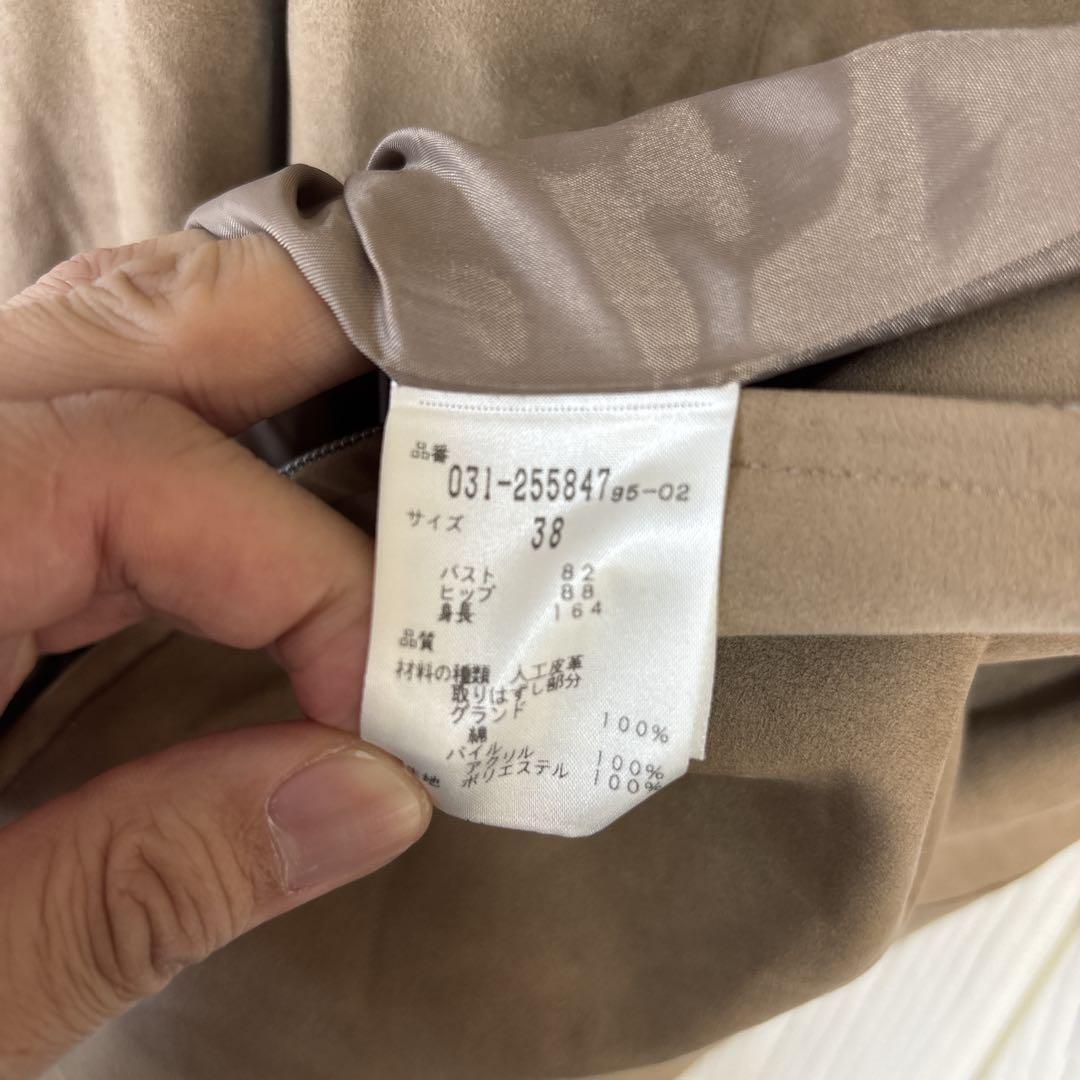 品番
031-255847 95-02
サイズ 38
バスト 82
ヒップ 88
身長 164
品質
材料の種類 人工皮革
取りはずし部分
グランド
綿 100%
パイル
アクリル 100%
地 ポリエステル 100%